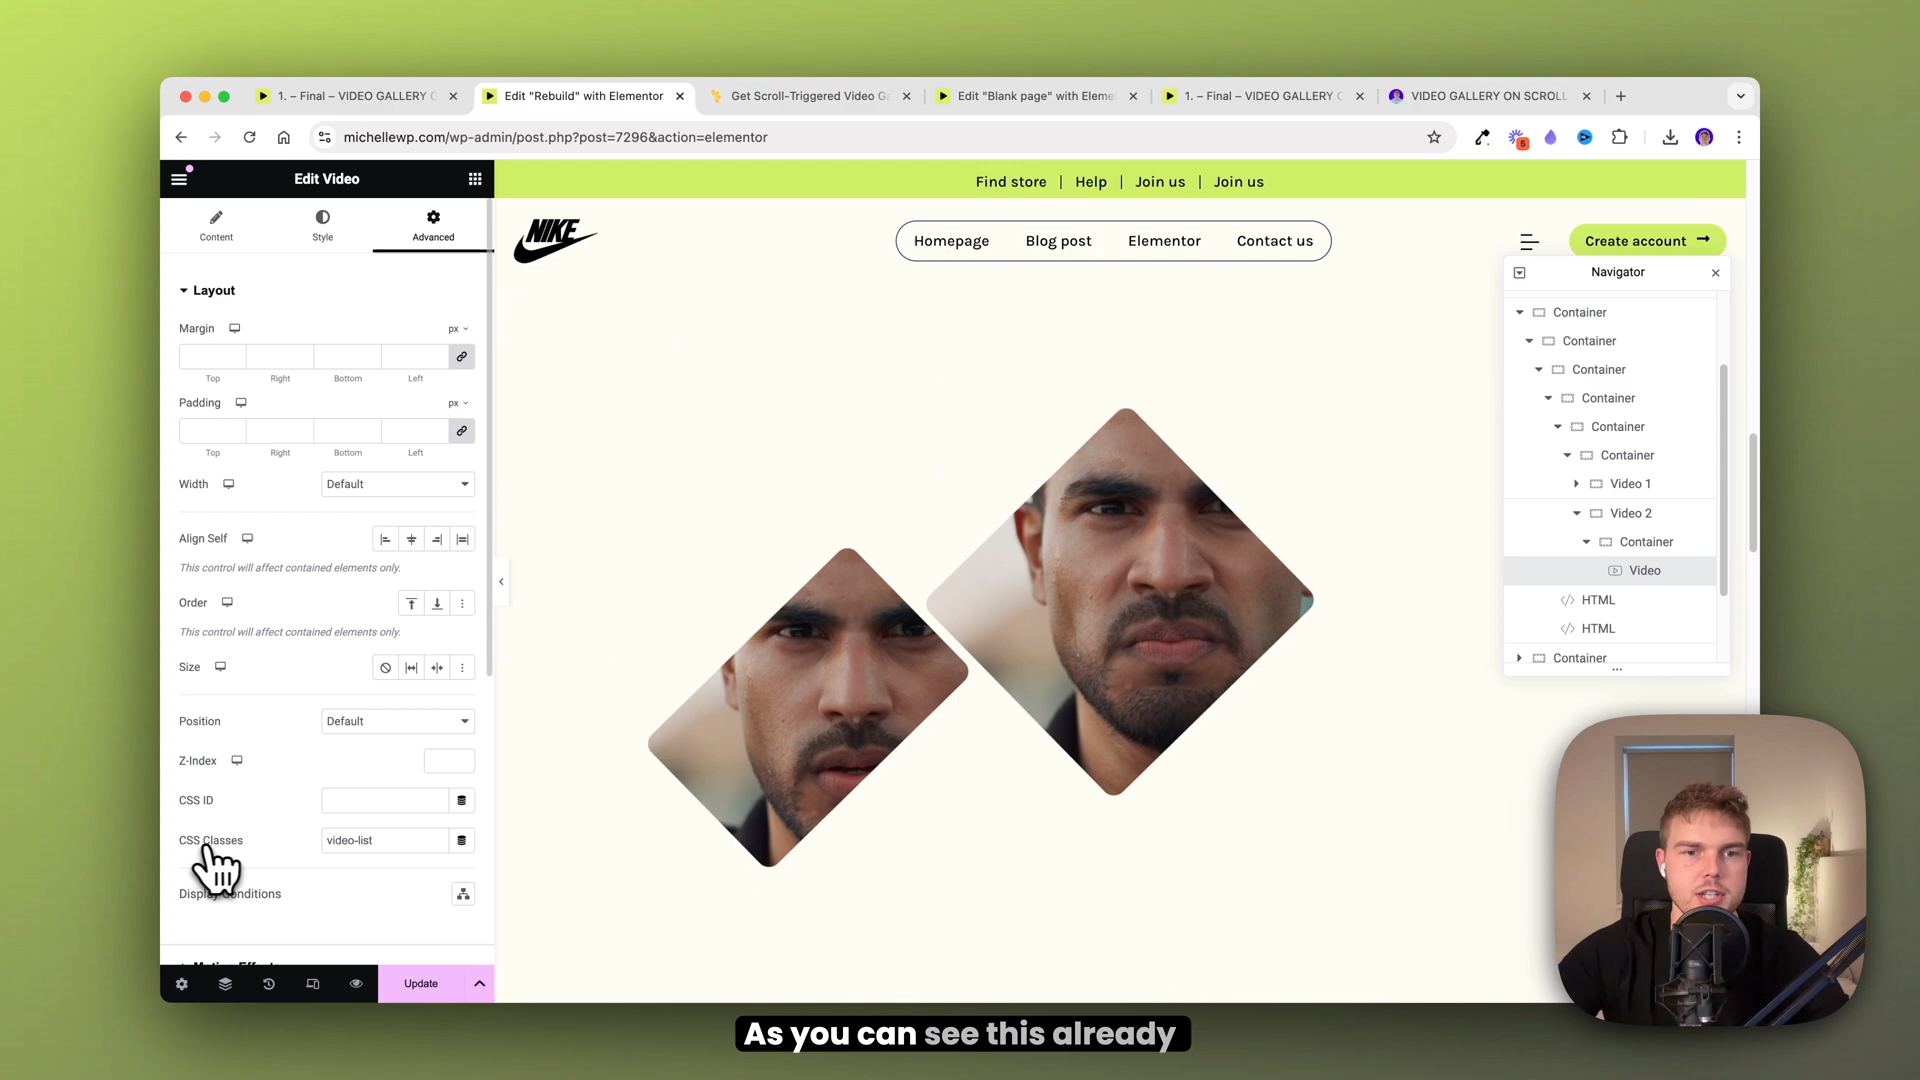 1. – Final – VIDEO GALLERY C
Edit "Rebuild" with Elementor
Get Scroll-Triggered Video Ga
Edit "Blank page" with Eleme
1. – Final – VIDEO GALLERY C
VIDEO GALLERY ON SCROLL
michellewp.com/wp-admin/post.php?post=7296&action=elementor
5
Edit Video
Content
Style
Advanced
Layout
Margin
px
Top
Right
Bottom
Left
Padding
px
Top
Right
Bottom
Left
Width
Default
Align Self
This control will affect contained elements only.
Order
This control will affect contained elements only.
Size
Position
Default
Z-Index
CSS ID
CSS Classes
video-list
Display Conditions
Update
Find store | Help | Join us | Join us
NIKE
Homepage
Blog post
Elementor
Contact us
Create account
Navigator
Container
Container
Container
Container
Container
Container
Video 1
Video 2
Container
Video
HTML
HTML
Container
As you can see this already